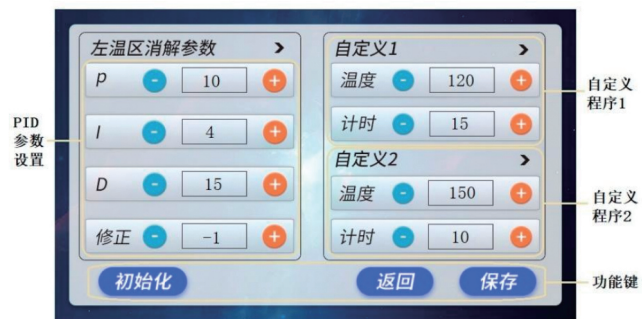 左温区消解参数 >
P - 10 +
I - 4 +
D - 15 +
修正 - -1 +
自定义1 >
温度 - 120 +
计时 - 15 +
自定义2 >
温度 - 150 +
计时 - 10 +
初始化 返回 保存
PID
参数
设置
自定义
程序1
自定义
程序2
功能键